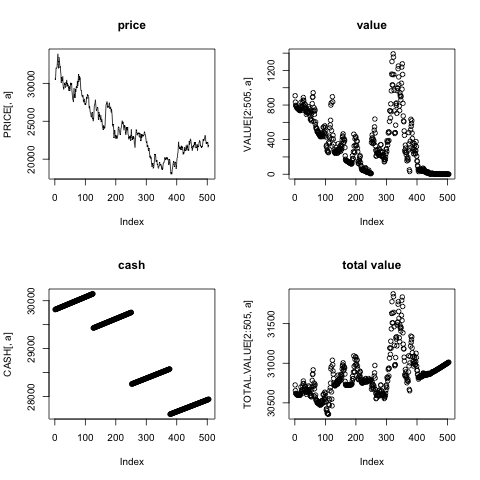 price
PRICE[, a]
20000 25000 30000
0 100 200 300 400 500
Index
value
VALUE[2:505, a]
0 400 800 1400
0 100 200 300 400 500
Index
cash
CASH[, a]
28000 29000 30000
0 100 200 300 400 500
Index
total value
TOTAL.VALUE[2:505, a]
30500 31000 31500
0 100 200 300 400 500
Index